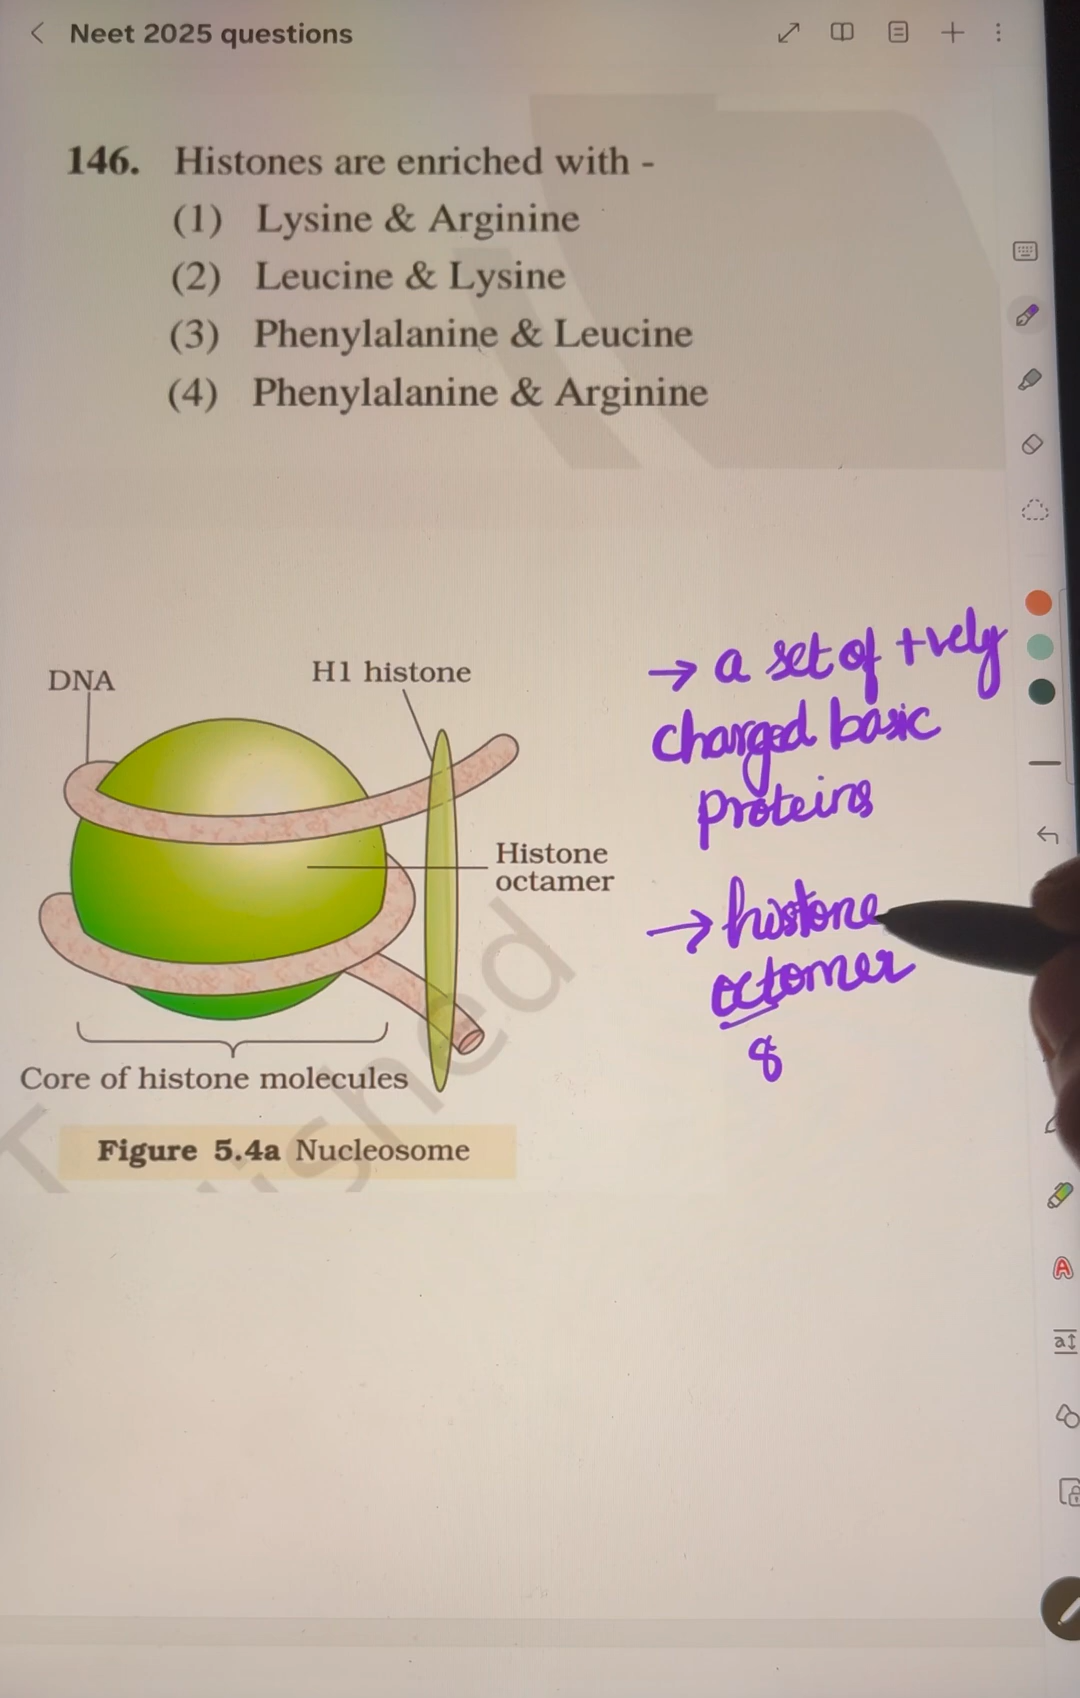 Neet 2025 questions
146. Histones are enriched with -
(1) Lysine & Arginine
(2) Leucine & Lysine
(3) Phenylalanine & Leucine
(4) Phenylalanine & Arginine
DNA
H1 histone
Histone
octamer
Core of histone molecules
Figure 5.4a Nucleosome
→ a set of +vely
charged basic
proteins
→ histone
octomer
8
A
a